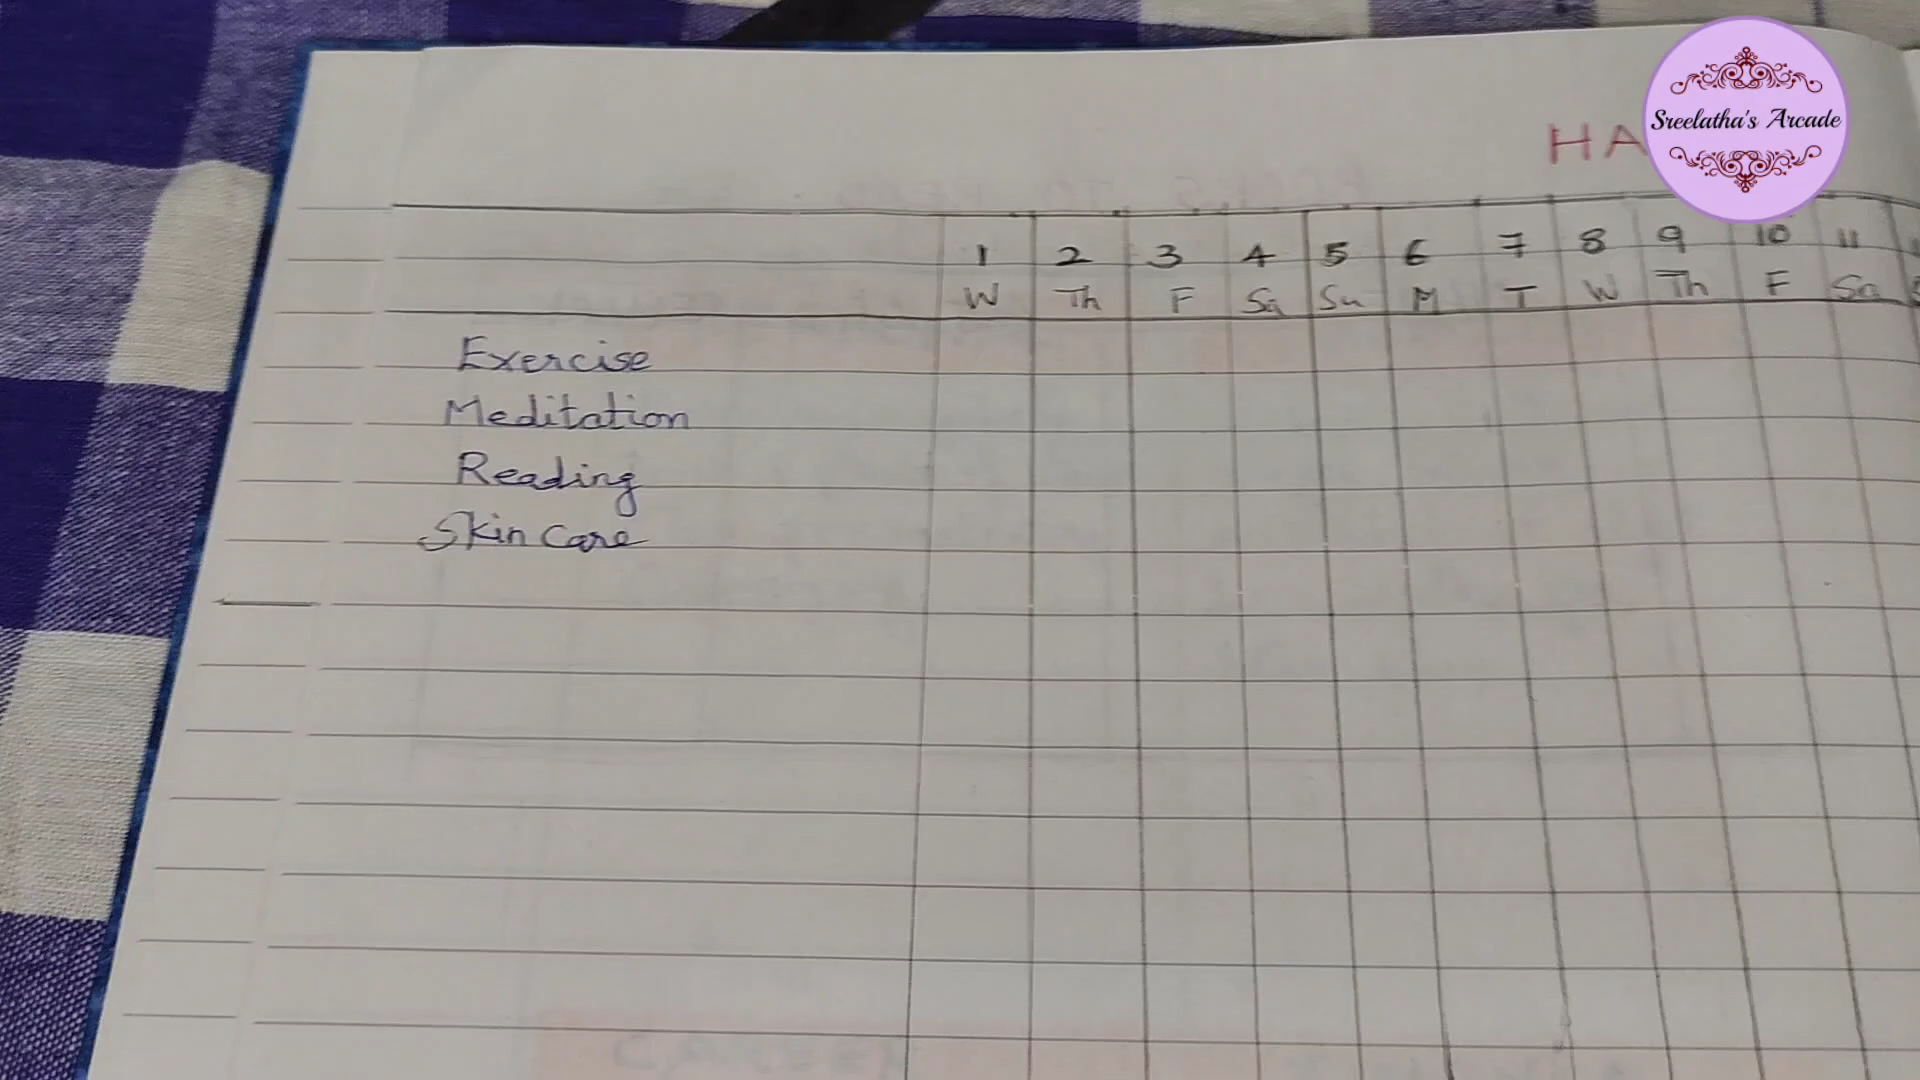 Sreelatha's Arcade
HA
1 2 3 4 5 6 7 8 9 10 11
W Th F Sa Su M T W Th F Sa
Exercise
Meditation
Reading
Skin Care